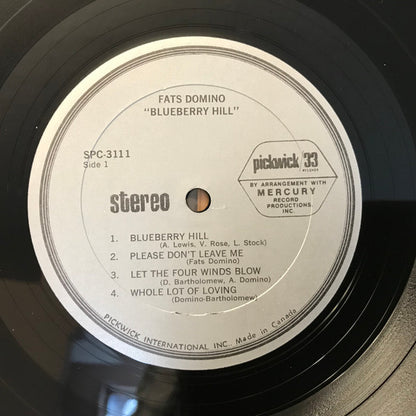 FATS DOMINO
"BLUEBERRY HILL"
SPC-3111
Side 1
stereo
pickwick 33
BY ARRANGEMENT WITH
MERCURY
RECORD
PRODUCTIONS,
INC.
1. BLUEBERRY HILL
(A. Lewis, V. Rose, L. Stock)
2. PLEASE DON'T LEAVE ME
(Fats Domino)
3. LET THE FOUR WINDS BLOW
(D. Bartholomew, A. Domino)
4. WHOLE LOT OF LOVING
(Domino-Bartholomew)
PICKWICK INTERNATIONAL INC., Made in Canada